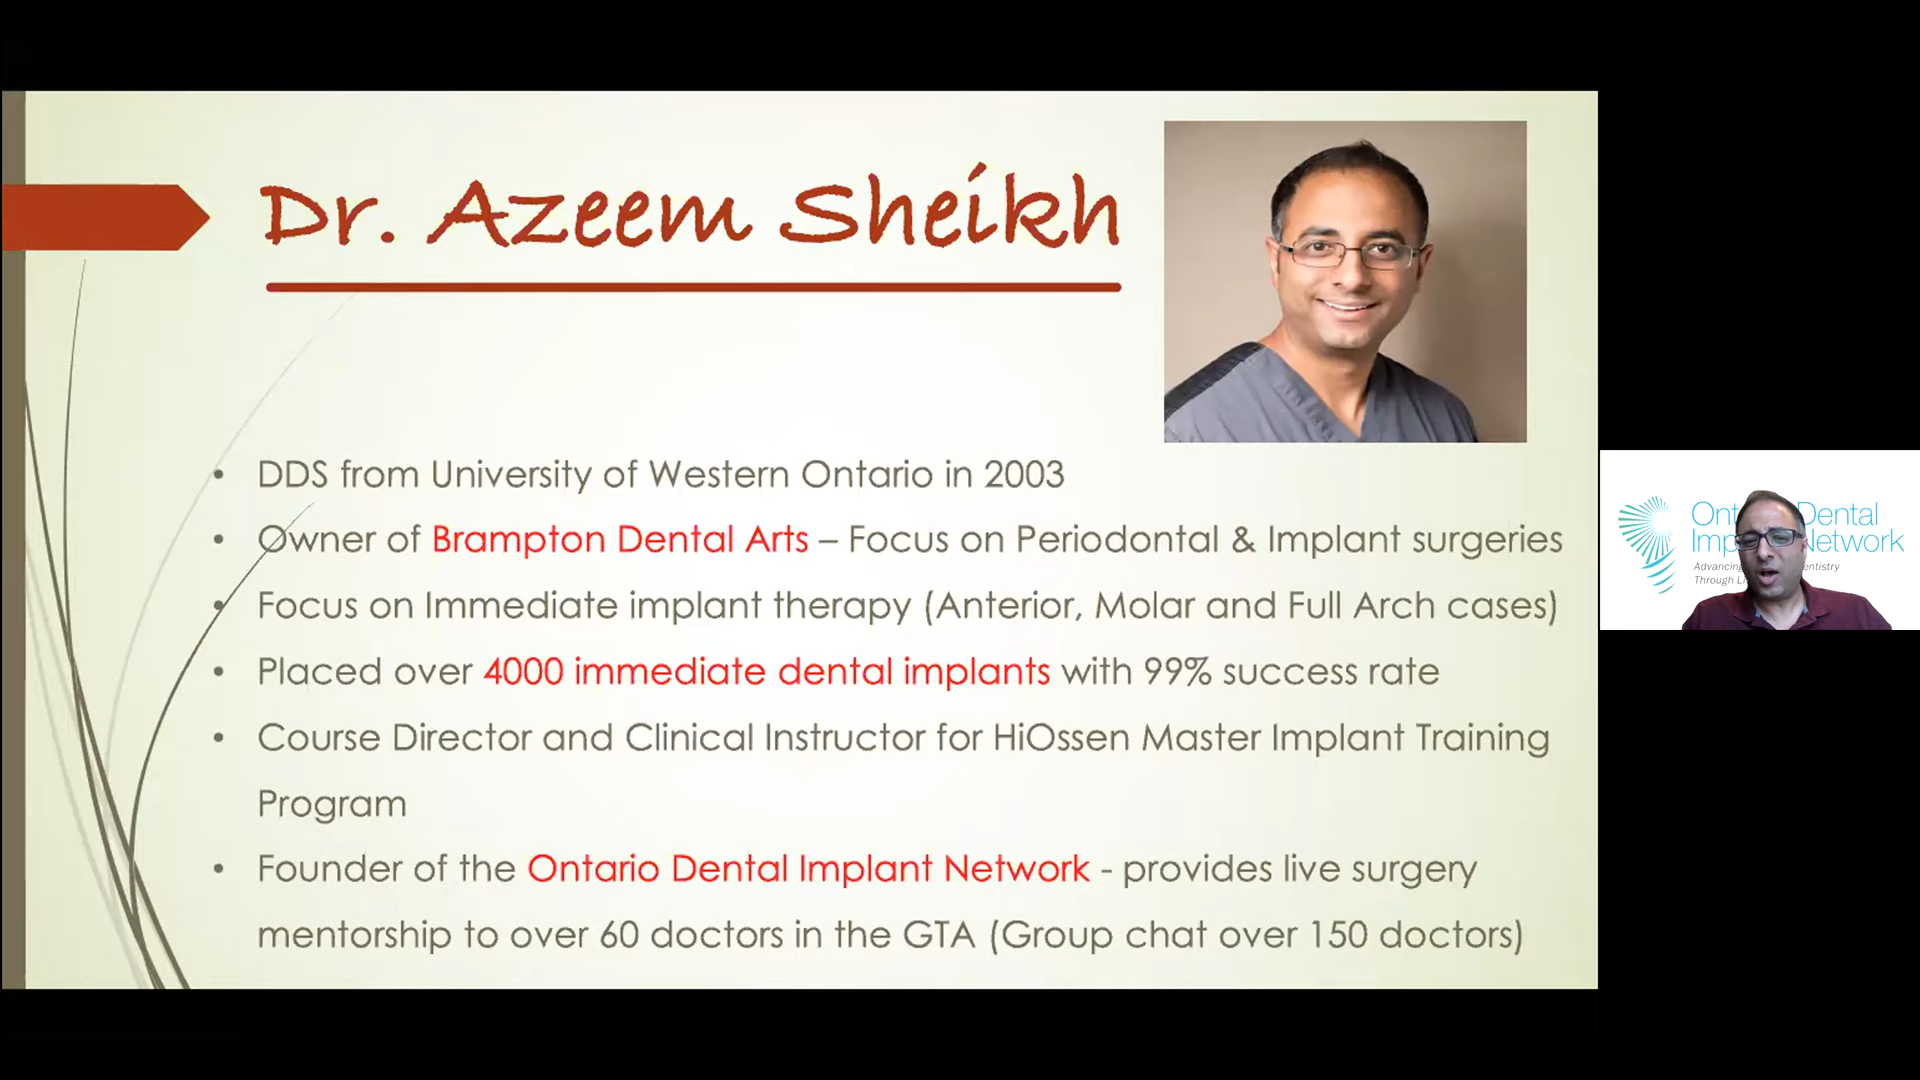 Dr. Azeem Sheikh
• DDS from University of Western Ontario in 2003
• Owner of Brampton Dental Arts – Focus on Periodontal & Implant surgeries
• Focus on Immediate implant therapy (Anterior, Molar and Full Arch cases)
• Placed over 4000 immediate dental implants with 99% success rate
• Course Director and Clinical Instructor for HiOssen Master Implant Training
Program
• Founder of the Ontario Dental Implant Network - provides live surgery
mentorship to over 60 doctors in the GTA (Group chat over 150 doctors)
Dental
Network
Advancing
Through